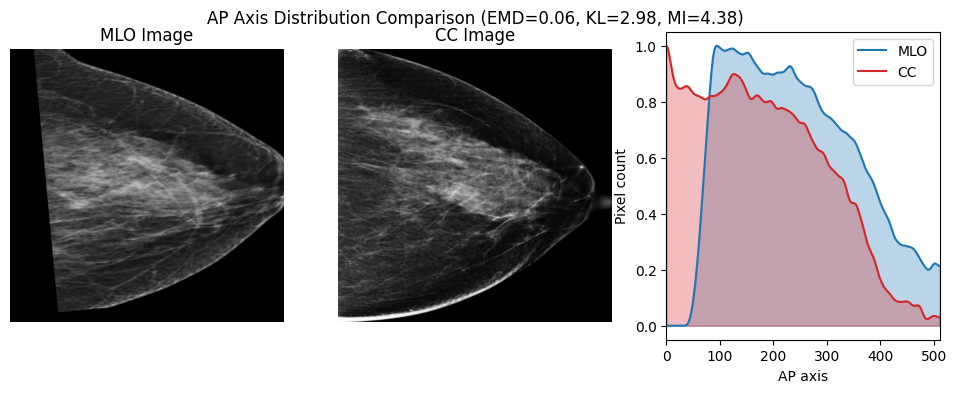 AP Axis Distribution Comparison (EMD=0.06, KL=2.98, MI=4.38)
MLO Image
CC Image
MLO
CC
Pixel count
1.0
0.8
0.6
0.4
0.2
0.0
0 100 200 300 400 500
AP axis